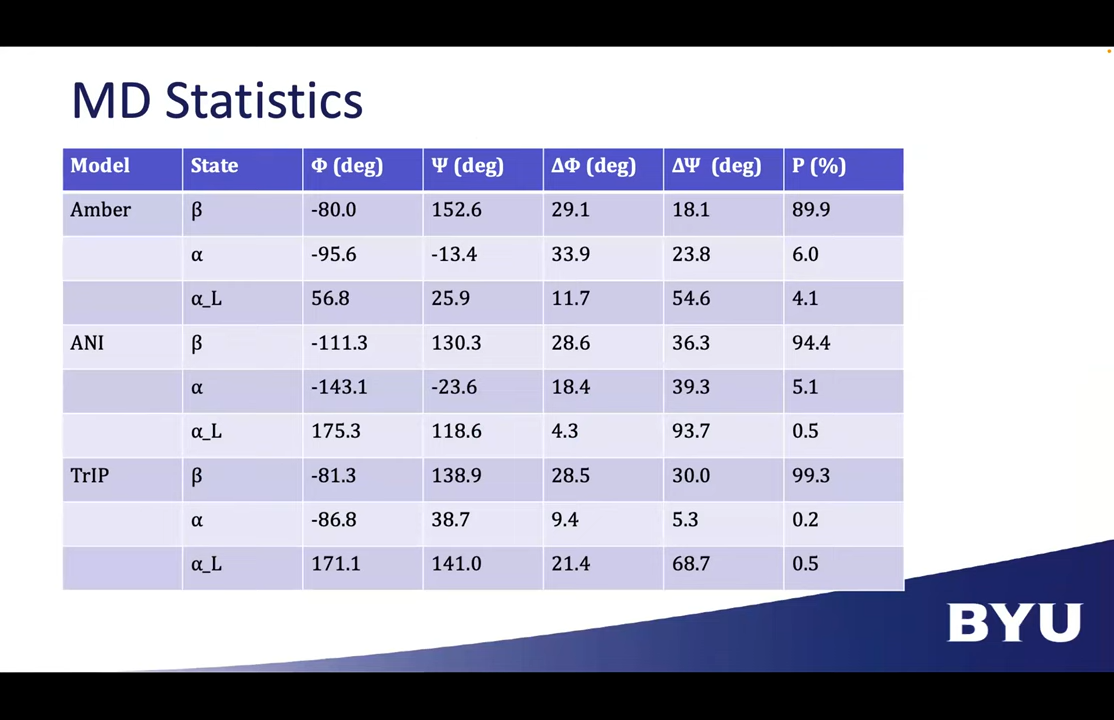 MD Statistics
Model State Φ (deg) Ψ (deg) ΔΦ (deg) ΔΨ (deg) P (%)
Amber β -80.0 152.6 29.1 18.1 89.9
α -95.6 -13.4 33.9 23.8 6.0
α_L 56.8 25.9 11.7 54.6 4.1
ANI β -111.3 130.3 28.6 36.3 94.4
α -143.1 -23.6 18.4 39.3 5.1
α_L 175.3 118.6 4.3 93.7 0.5
TrIP β -81.3 138.9 28.5 30.0 99.3
α -86.8 38.7 9.4 5.3 0.2
α_L 171.1 141.0 21.4 68.7 0.5
BYU